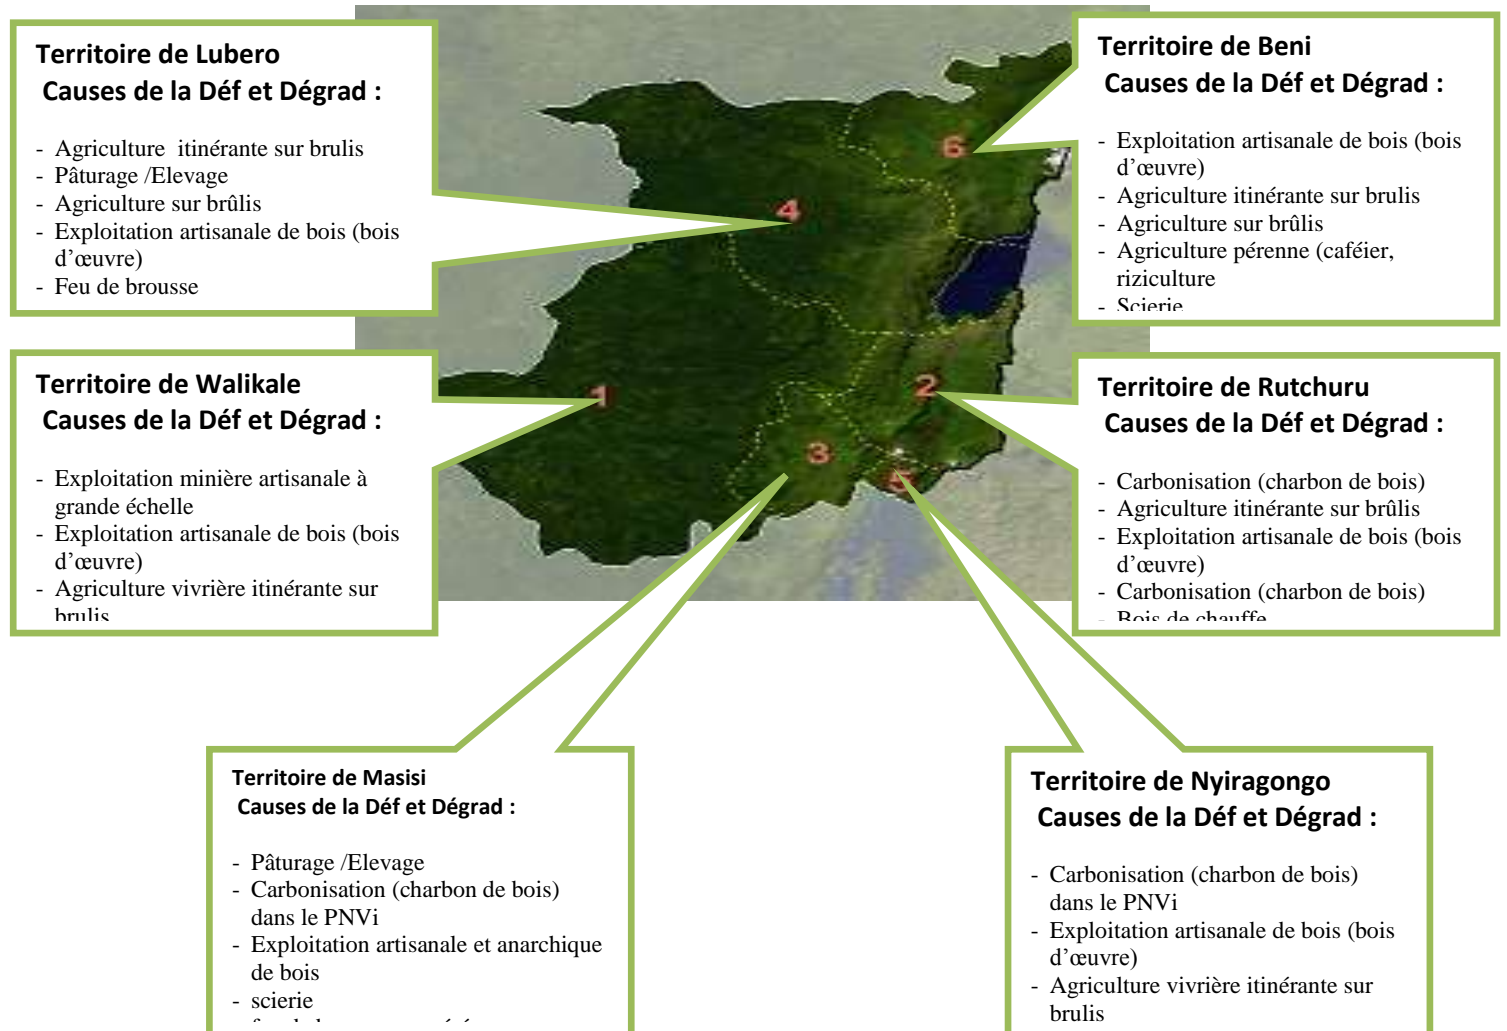 Territoire de Lubero
Causes de la Déf et Dégrad :
- Agriculture itinérante sur brulis
- Pâturage /Elevage
- Agriculture sur brûlis
- Exploitation artisanale de bois (bois
d’œuvre)
- Feu de brousse
Territoire de Beni
Causes de la Déf et Dégrad :
- Exploitation artisanale de bois (bois
d’œuvre)
- Agriculture itinérante sur brulis
- Agriculture sur brûlis
- Agriculture pérenne (caféier,
riziculture
- Scierie
6
4
Territoire de Walikale
Causes de la Déf et Dégrad :
- Exploitation minière artisanale à
grande échelle
- Exploitation artisanale de bois (bois
d’œuvre)
- Agriculture vivrière itinérante sur
brulis
1
2
3
5
Territoire de Rutchuru
Causes de la Déf et Dégrad :
- Carbonisation (charbon de bois)
- Agriculture itinérante sur brûlis
- Exploitation artisanale de bois (bois
d’œuvre)
- Carbonisation (charbon de bois)
- Bois de chauffe
Territoire de Masisi
Causes de la Déf et Dégrad :
- Pâturage /Elevage
- Carbonisation (charbon de bois)
dans le PNVi
- Exploitation artisanale et anarchique
de bois
- scierie
Territoire de Nyiragongo
Causes de la Déf et Dégrad :
- Carbonisation (charbon de bois)
dans le PNVi
- Exploitation artisanale de bois (bois
d’œuvre)
- Agriculture vivrière itinérante sur
brulis